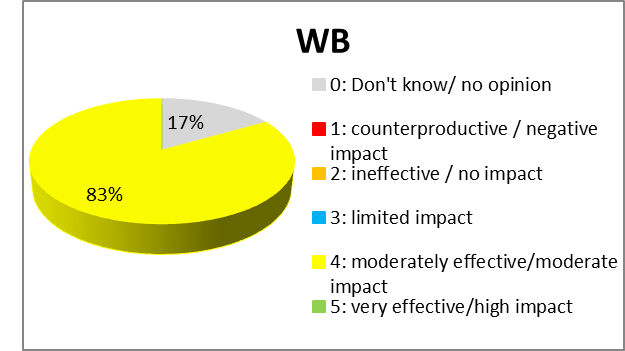 WB
17%
83%
0: Don't know/ no opinion
1: counterproductive / negative
impact
2: ineffective / no impact
3: limited impact
4: moderately effective/moderate
impact
5: very effective/high impact